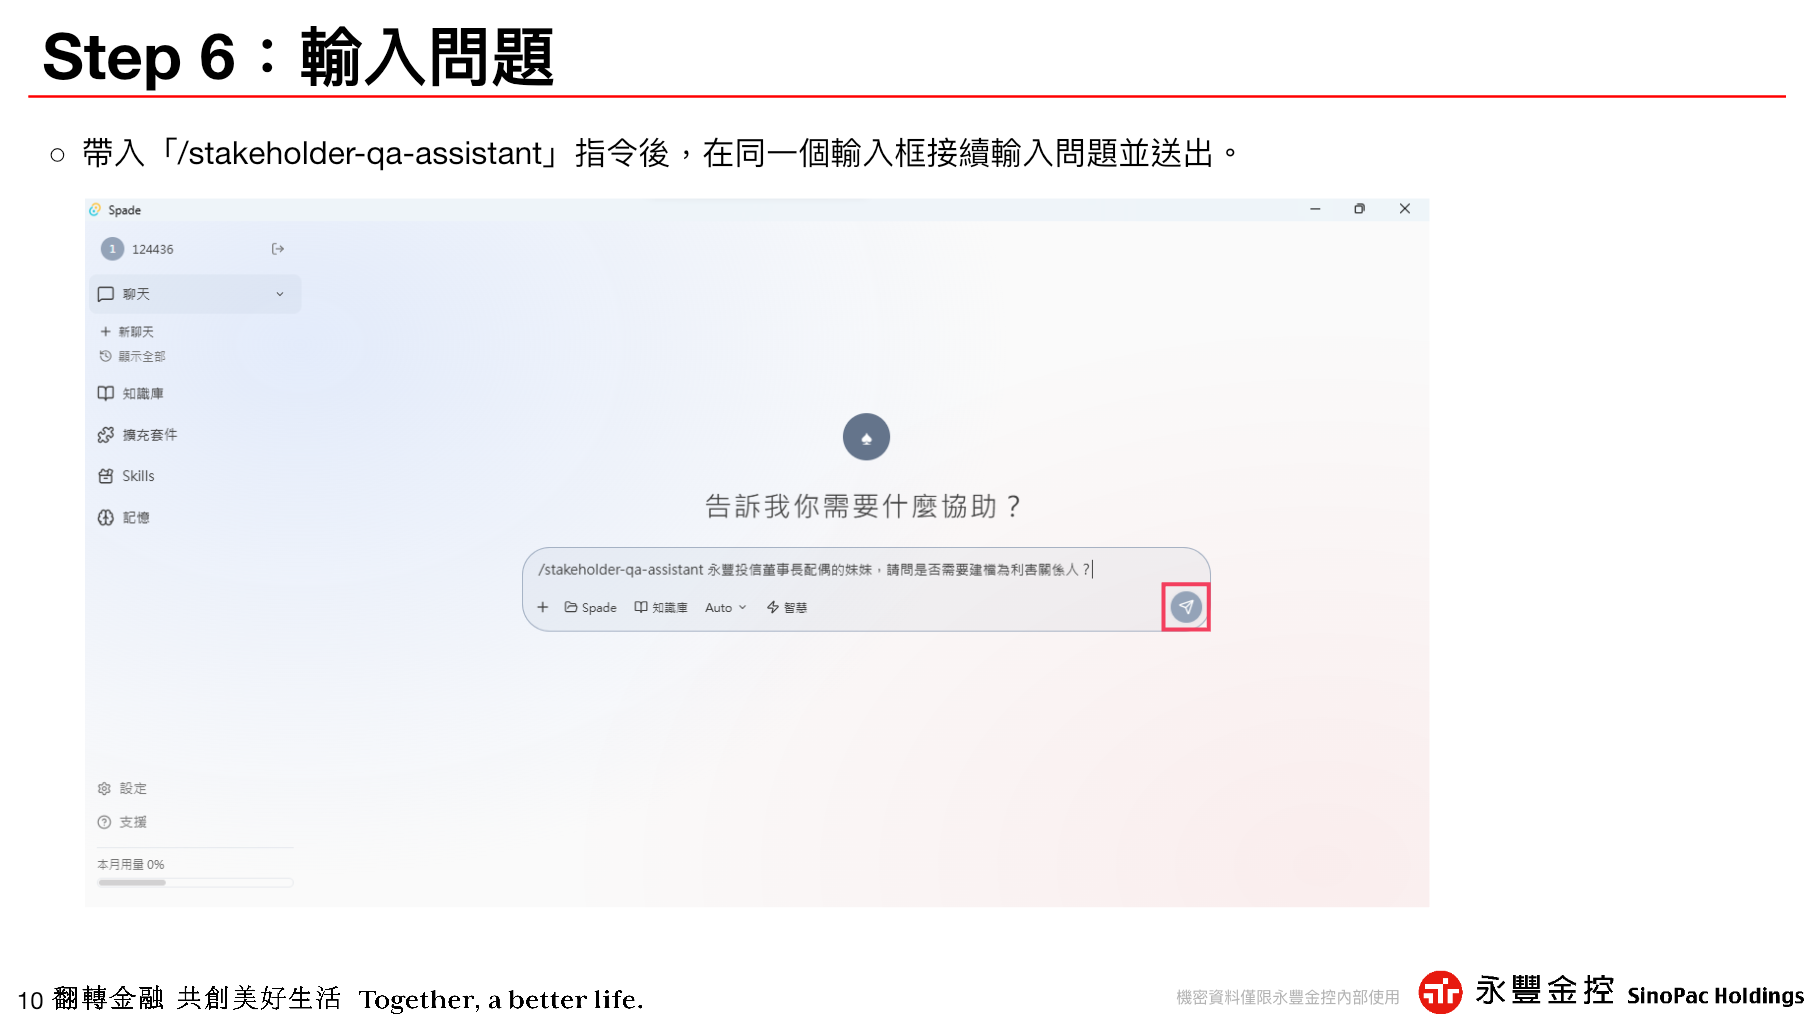 Step 6：輸入問題
○ 帶入「/stakeholder-qa-assistant」指令後，在同一個輸入框接續輸入問題並送出。
Spade
1 124436
聊天
新聊天
顯示全部
知識庫
擴充套件
Skills
記憶
告訴我你需要什麼協助？
/stakeholder-qa-assistant 永豐投信董事長配偶的妹妹，請問是否需要建檔為利害關係人？
Spade 知識庫 Auto 智慧
設定
支援
本月用量 0%
10 翻轉金融 共創美好生活 Together, a better life.
機密資料僅限永豐金控內部使用
永豐金控 SinoPac Holdings